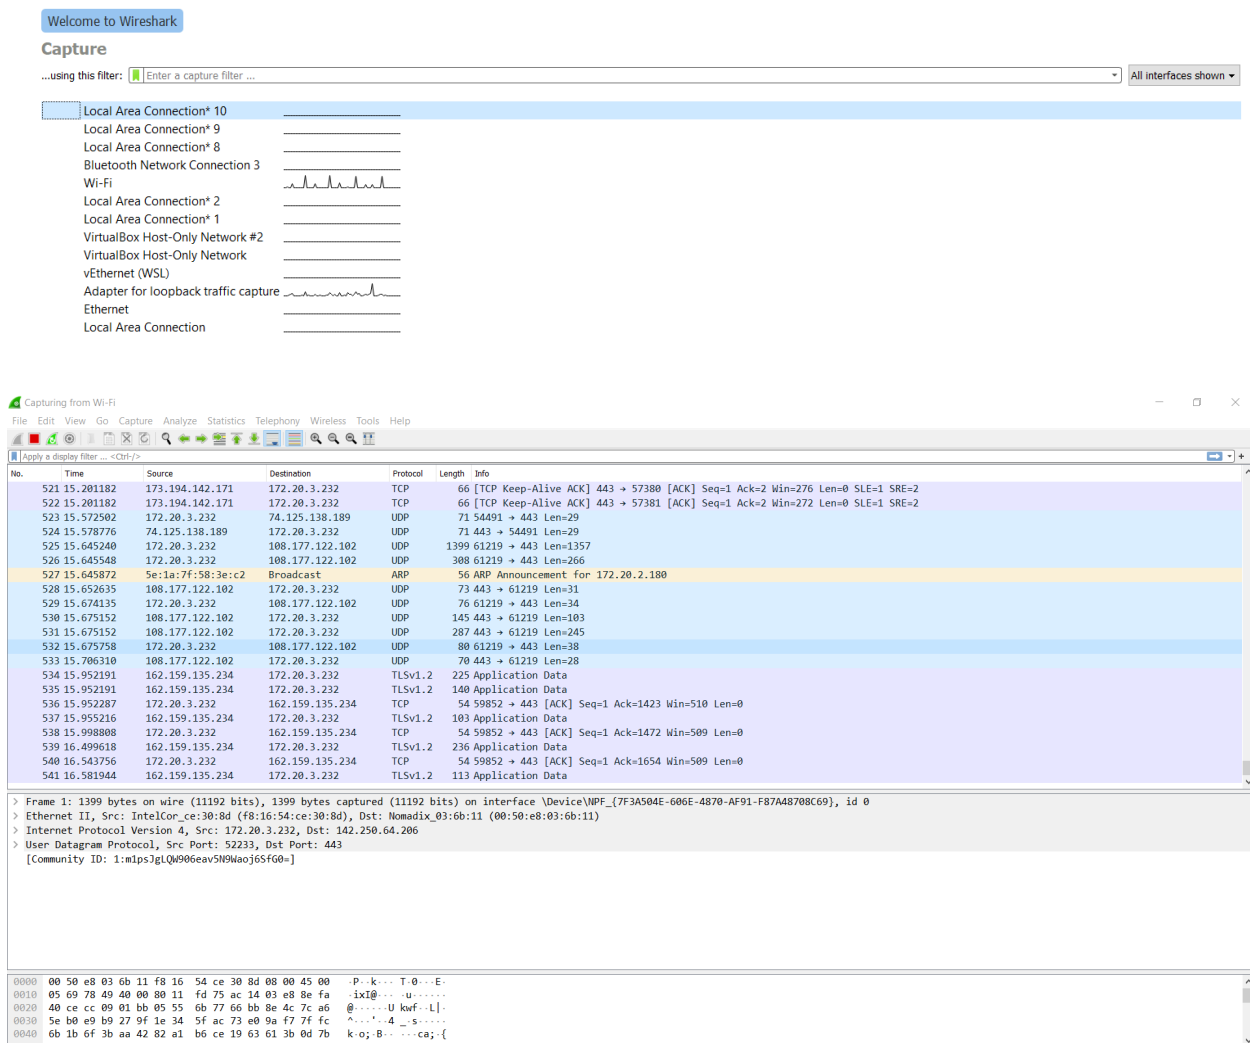 Welcome to Wireshark
Capture
...using this filter: Enter a capture filter ... All interfaces shown
Local Area Connection* 10
Local Area Connection* 9
Local Area Connection* 8
Bluetooth Network Connection 3
Wi-Fi
Local Area Connection* 2
Local Area Connection* 1
VirtualBox Host-Only Network #2
VirtualBox Host-Only Network
vEthernet (WSL)
Adapter for loopback traffic capture
Ethernet
Local Area Connection
Capturing from Wi-Fi
File Edit View Go Capture Analyze Statistics Telephony Wireless Tools Help
Apply a display filter ... <Ctrl-/> +
No. Time Source Destination Protocol Length Info
521 15.201182 173.194.142.171 172.20.3.232 TCP 66 [TCP Keep-Alive ACK] 443 → 57380 [ACK] Seq=1 Ack=2 Win=276 Len=0 SLE=1 SRE=2
522 15.201182 173.194.142.171 172.20.3.232 TCP 66 [TCP Keep-Alive ACK] 443 → 57381 [ACK] Seq=1 Ack=2 Win=272 Len=0 SLE=1 SRE=2
523 15.572502 172.20.3.232 74.125.138.189 UDP 71 54491 → 443 Len=29
524 15.578776 74.125.138.189 172.20.3.232 UDP 71 443 → 54491 Len=29
525 15.645240 172.20.3.232 108.177.122.102 UDP 1399 61219 → 443 Len=1357
526 15.645548 172.20.3.232 108.177.122.102 UDP 308 61219 → 443 Len=266
527 15.645872 5e:1a:7f:58:3e:c2 Broadcast ARP 56 ARP Announcement for 172.20.2.180
528 15.652635 108.177.122.102 172.20.3.232 UDP 73 443 → 61219 Len=31
529 15.674135 172.20.3.232 108.177.122.102 UDP 76 61219 → 443 Len=34
530 15.675152 108.177.122.102 172.20.3.232 UDP 145 443 → 61219 Len=103
531 15.675152 108.177.122.102 172.20.3.232 UDP 287 443 → 61219 Len=245
532 15.675758 172.20.3.232 108.177.122.102 UDP 80 61219 → 443 Len=38
533 15.706310 108.177.122.102 172.20.3.232 UDP 70 443 → 61219 Len=28
534 15.952191 162.159.135.234 172.20.3.232 TLSv1.2 225 Application Data
535 15.952191 162.159.135.234 172.20.3.232 TLSv1.2 140 Application Data
536 15.952287 172.20.3.232 162.159.135.234 TCP 54 59852 → 443 [ACK] Seq=1 Ack=1423 Win=510 Len=0
537 15.955216 162.159.135.234 172.20.3.232 TLSv1.2 103 Application Data
538 15.998808 172.20.3.232 162.159.135.234 TCP 54 59852 → 443 [ACK] Seq=1 Ack=1472 Win=509 Len=0
539 16.499618 162.159.135.234 172.20.3.232 TLSv1.2 236 Application Data
540 16.543756 172.20.3.232 162.159.135.234 TCP 54 59852 → 443 [ACK] Seq=1 Ack=1654 Win=509 Len=0
541 16.581944 162.159.135.234 172.20.3.232 TLSv1.2 113 Application Data
> Frame 1: 1399 bytes on wire (11192 bits), 1399 bytes captured (11192 bits) on interface \Device\NPF_{7F3A504E-606E-4870-AF91-F87A48708C69}, id 0
> Ethernet II, Src: IntelCor_ce:30:8d (f8:16:54:ce:30:8d), Dst: Nomadix_03:6b:11 (00:50:e8:03:6b:11)
> Internet Protocol Version 4, Src: 172.20.3.232, Dst: 142.250.64.206
> User Datagram Protocol, Src Port: 52233, Dst Port: 443
[Community ID: 1:m1psJgLQW906eav5N9Waoj6SfG0=]
0000 00 50 e8 03 6b 11 f8 16 54 ce 30 8d 08 00 45 00 ·P··k··· T·0···E·
0010 05 69 78 49 40 00 80 11 fd 75 ac 14 03 e8 8e fa ·ixI@··· ·u······
0020 40 ce cc 09 01 bb 05 55 6b 77 66 bb 8e 4c 7c a6 @······U kwf··L|·
0030 5e b0 e9 b9 27 9f 1e 34 5f ac 73 e0 9a f7 7f fc ^···'··4 _·s·····
0040 6b 1b 6f 3b aa 42 82 a1 b6 ce 19 63 61 3b 0d 7b k·o;·B·· ···ca;·{